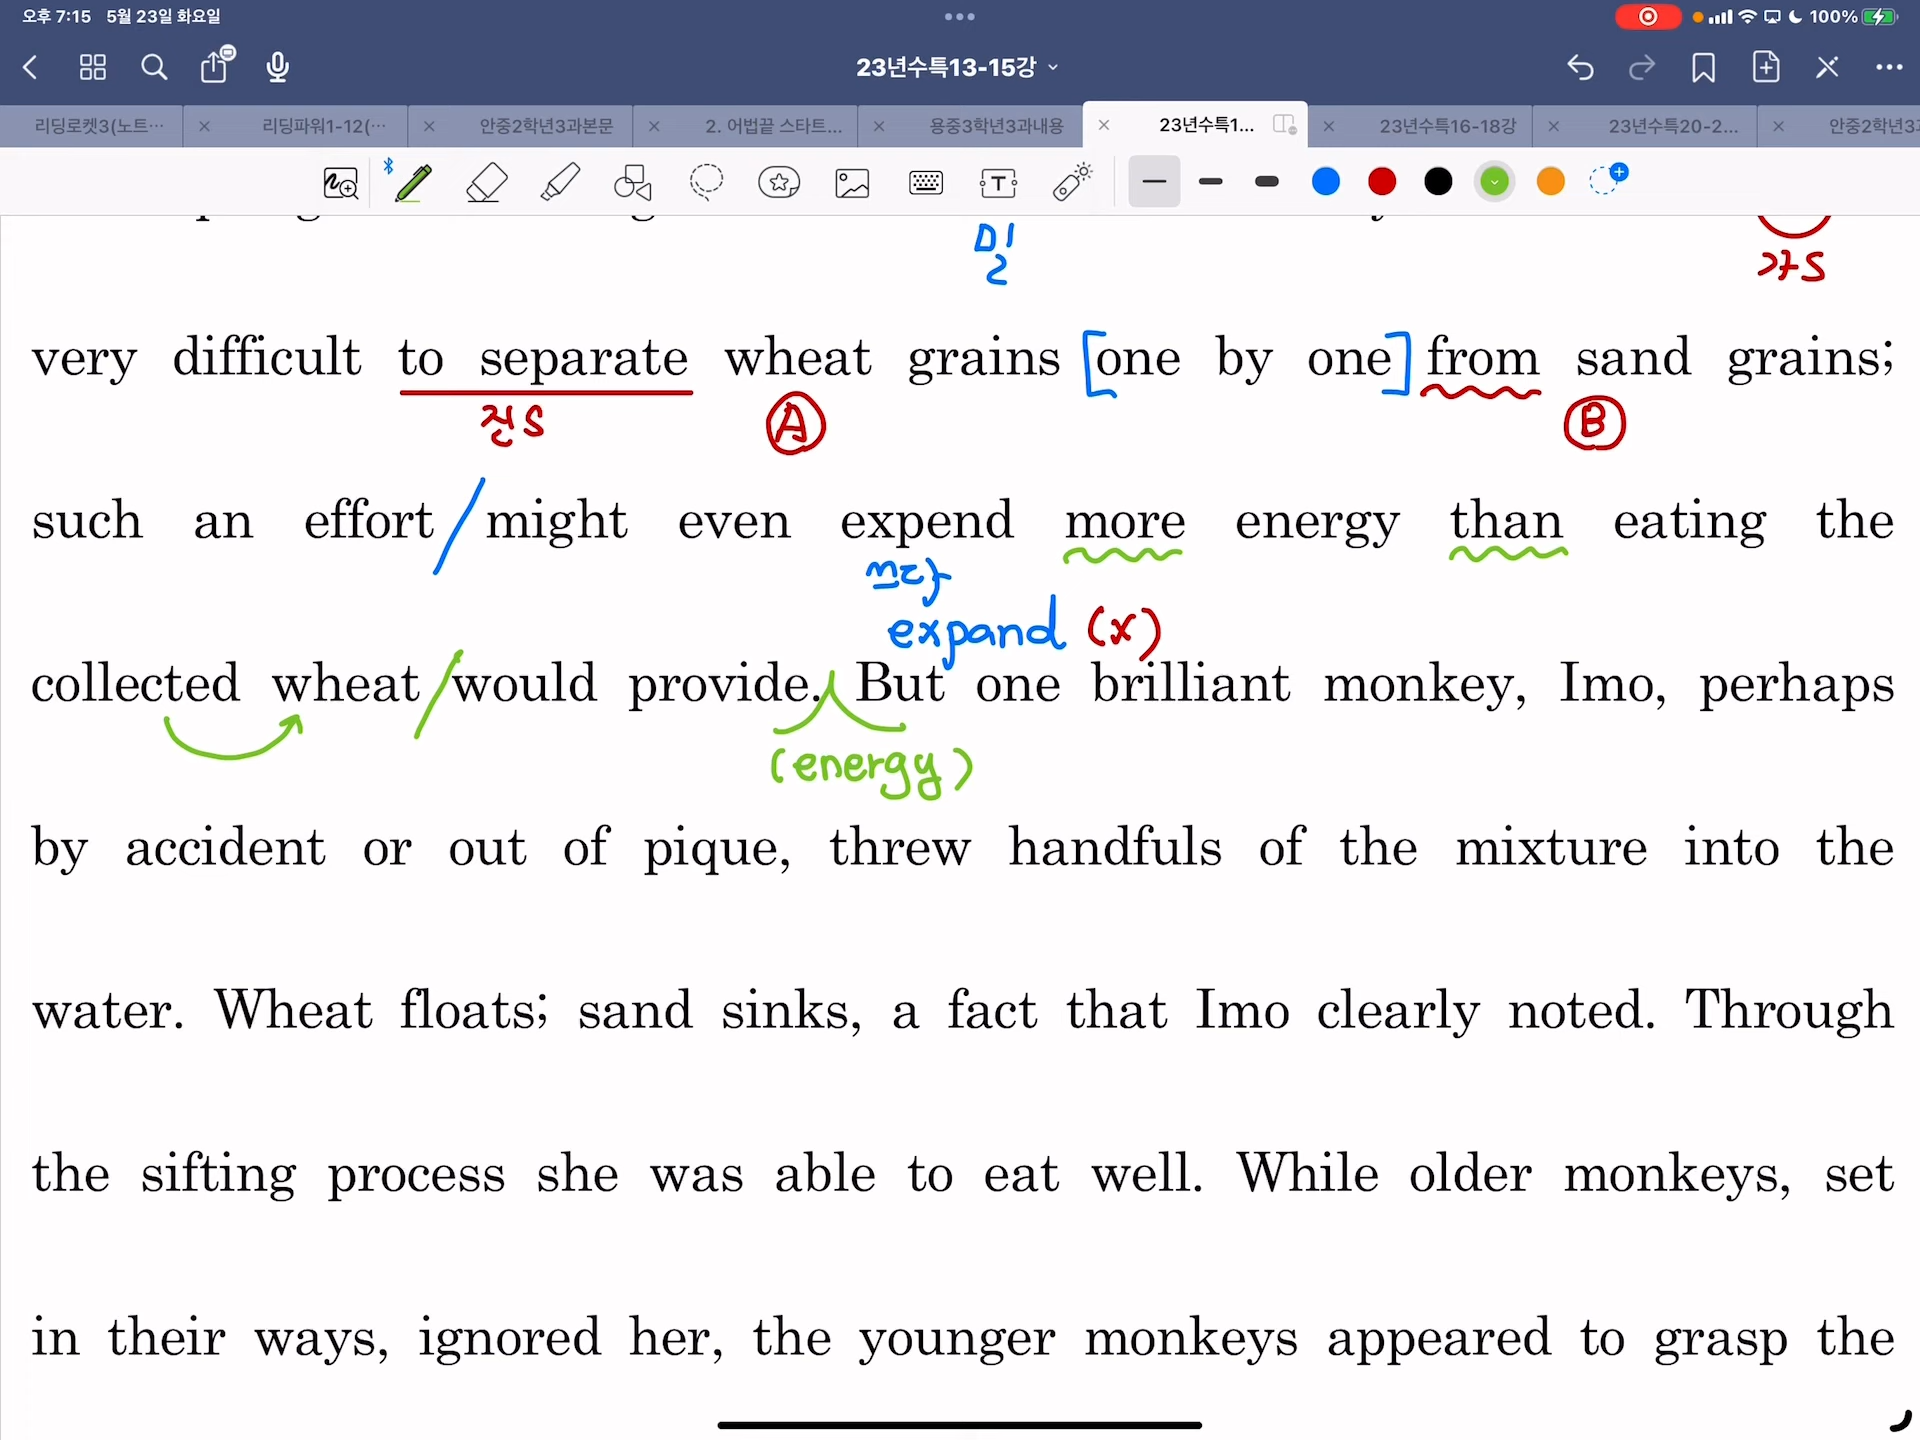 오후 7:15 5월 23일 화요일
100%
23년수특13-15강
리딩로켓3(노트…
리딩파워1-12(…
안중2학년3과본문
2. 어법끝 스타트...
용중3학년3과내용
23년수특1...
23년수특16-18강
23년수특20-2...
안중2학년3
밀
가S
very difficult to separate wheat grains [one by one] from sand grains;
진S
A
B
such an effort / might even expend more energy than eating the
쓰다
expand (x)
collected wheat / would provide. But one brilliant monkey, Imo, perhaps
(energy)
by accident or out of pique, threw handfuls of the mixture into the
water. Wheat floats; sand sinks, a fact that Imo clearly noted. Through
the sifting process she was able to eat well. While older monkeys, set
in their ways, ignored her, the younger monkeys appeared to grasp the